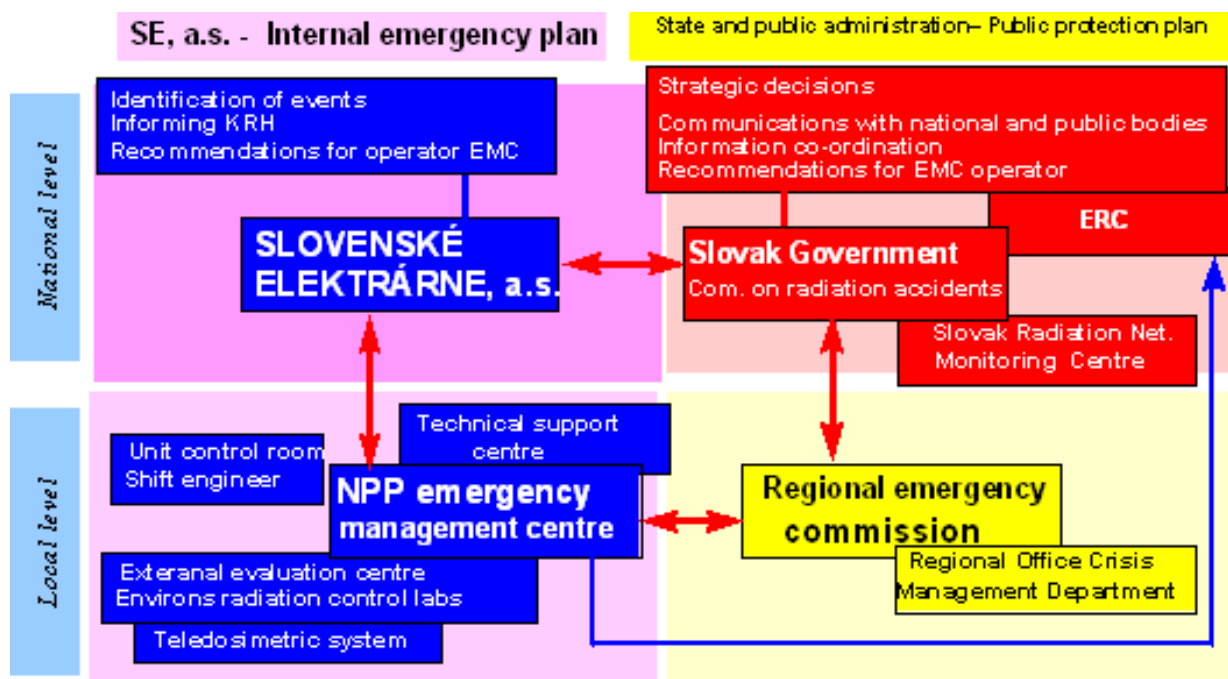 SE, a.s. - Internal emergency plan
State and public administration– Public protection plan
National level
Identification of events
Informing KRH
Recommendations for operator EMC
Strategic decisions
Communications with national and public bodies
Information co-ordination
Recommendations for EMC operator
ERC
SLOVENSKÉ
ELEKTRÁRNE, a.s.
Slovak Government
Com. on radiation accidents
Slovak Radiation Net.
Monitoring Centre
Local level
Technical support
centre
Unit control room
Shift engineer
NPP emergency
management centre
Regional emergency
commission
Regional Office Crisis
Management Department
Exteranal evaluation centre
Environs radiation control labs
Teledosimetric system